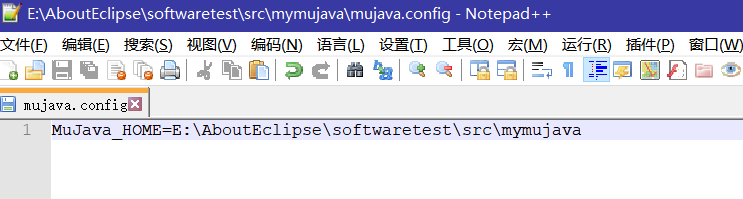 E:\AboutEclipse\softwaretest\src\mymujava\mujava.config - Notepad++
文件(F) 编辑(E) 搜索(S) 视图(V) 编码(N) 语言(L) 设置(T) 工具(O) 宏(M) 运行(R) 插件(P) 窗口(W)
mujava.config
1 MuJava_HOME=E:\AboutEclipse\softwaretest\src\mymujava